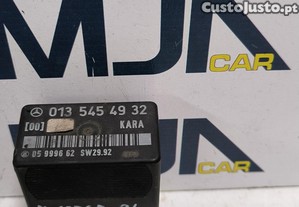 Custojusto.pt
MJA
CAR
013 545 49 32
[00] KARA
05 9996 62 SW29.92